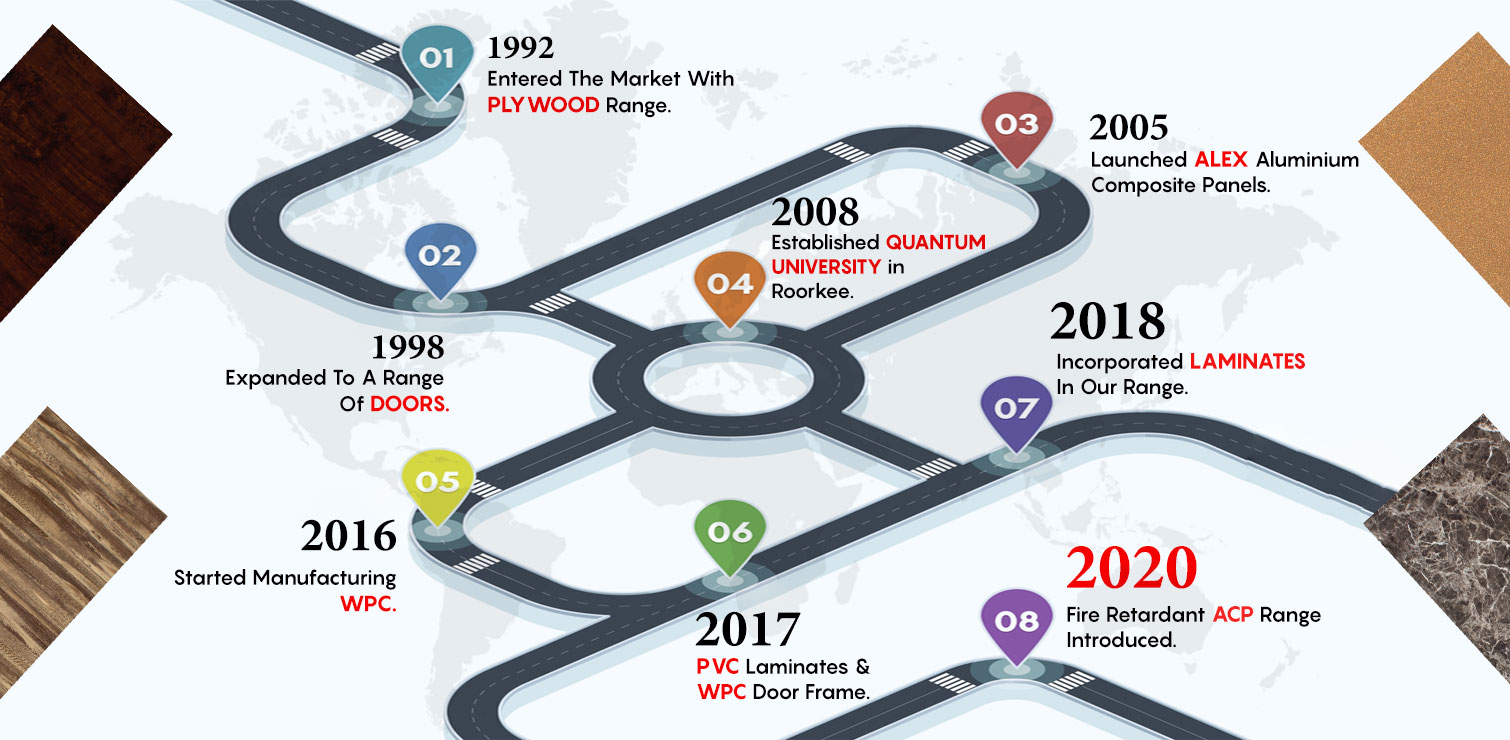 01
1992
Entered The Market With
PLYWOOD Range.
02
1998
Expanded To A Range
Of DOORS.
03
2005
Launched ALEX Aluminium
Composite Panels.
04
2008
Established QUANTUM
UNIVERSITY in
Roorkee.
05
2016
Started Manufacturing
WPC.
06
2017
PVC Laminates &
WPC Door Frame.
07
2018
Incorporated LAMINATES
In Our Range.
08
2020
Fire Retardant ACP Range
Introduced.